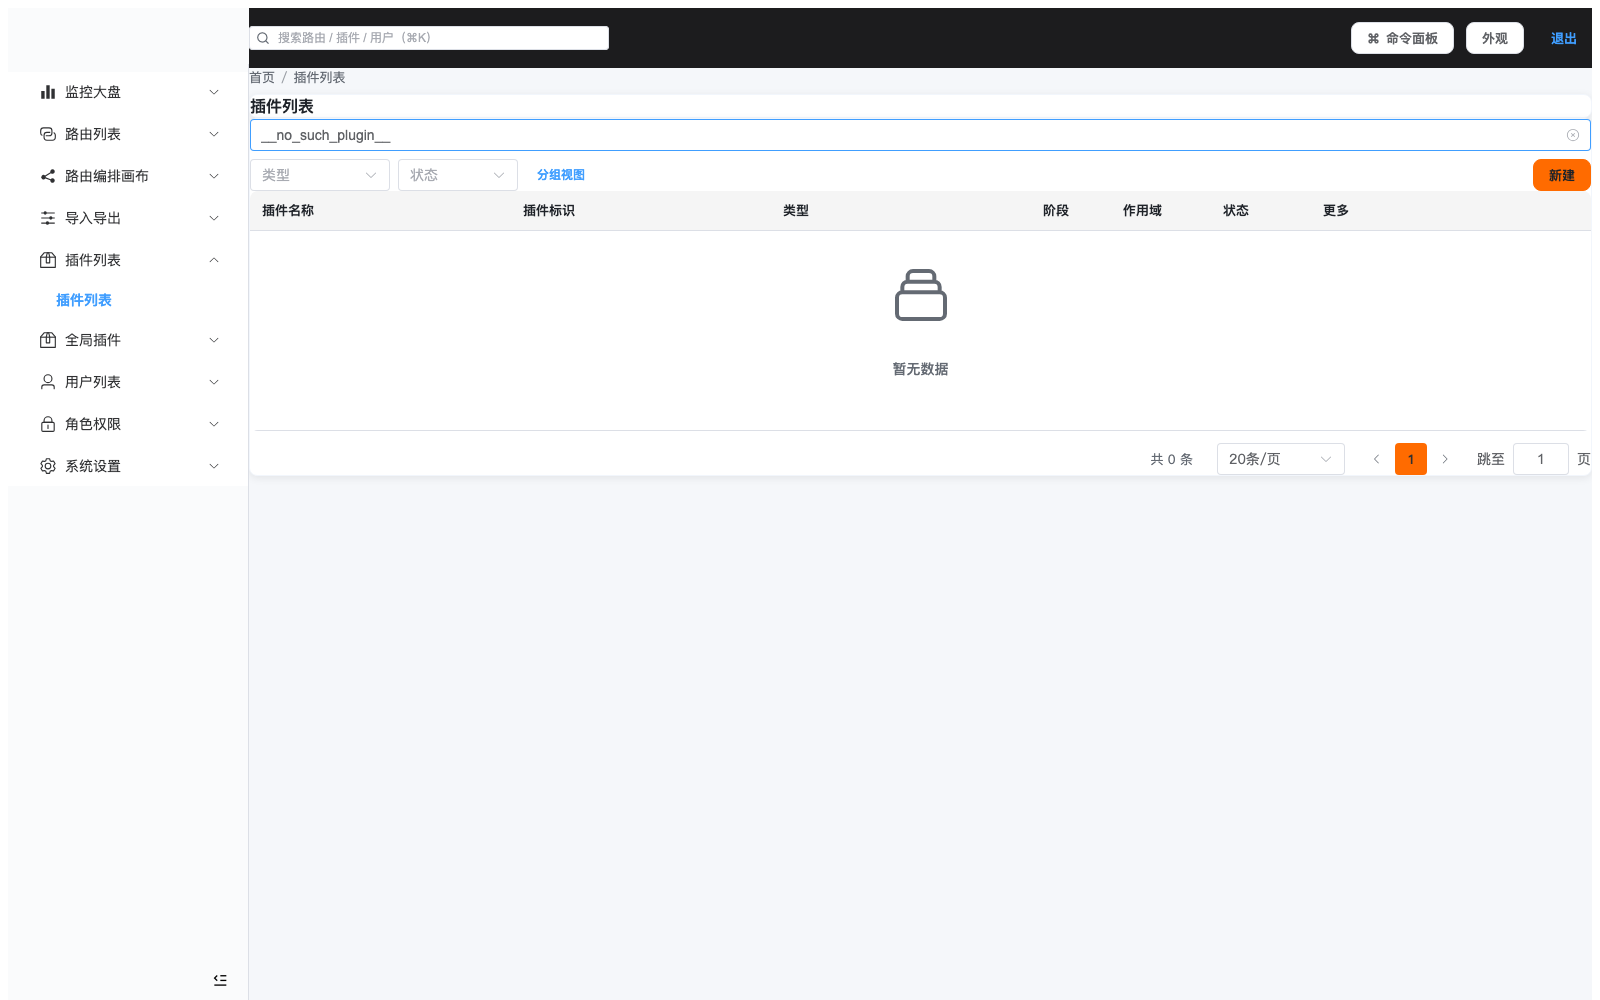 搜索路由 / 插件 / 用户（⌘K）
⌘ 命令面板
外观
退出
监控大盘
路由列表
路由编排画布
导入导出
插件列表
插件列表
全局插件
用户列表
角色权限
系统设置
首页 / 插件列表
插件列表
__no_such_plugin__
类型
状态
分组视图
新建
插件名称 插件标识 类型 阶段 作用域 状态 更多
暂无数据
共 0 条 20条/页 1 跳至 1 页